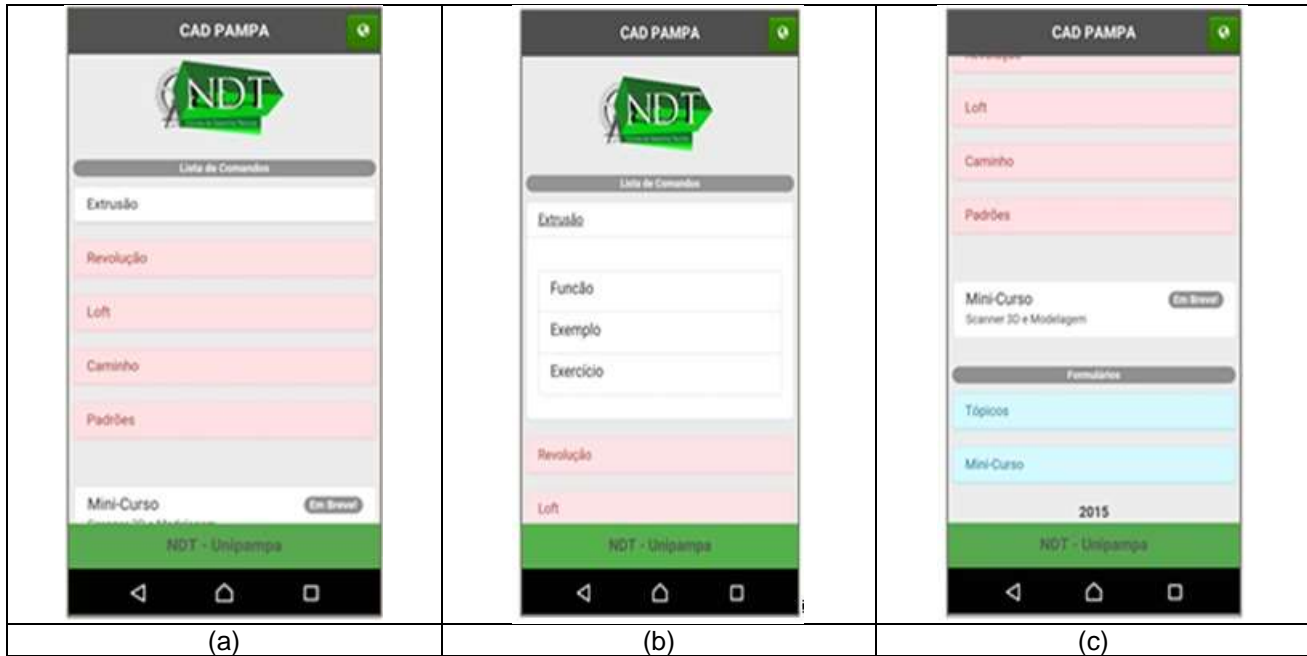 CAD PAMPA
NDT
Lista de Comandos
Extrusão
Revolução
Loft
Caminho
Padrões
Mini-Curso
Em Breve!
NDT - Unipampa
(a)
CAD PAMPA
NDT
Lista de Comandos
Extrusão
Funcão
Exemplo
Exercício
Revolução
Loft
NDT - Unipampa
(b)
CAD PAMPA
Revolução
Loft
Caminho
Padrões
Mini-Curso
Em Breve!
Scanner 3D e Modelagem
Formulários
Tópicos
Mini-Curso
2015
NDT - Unipampa
(c)